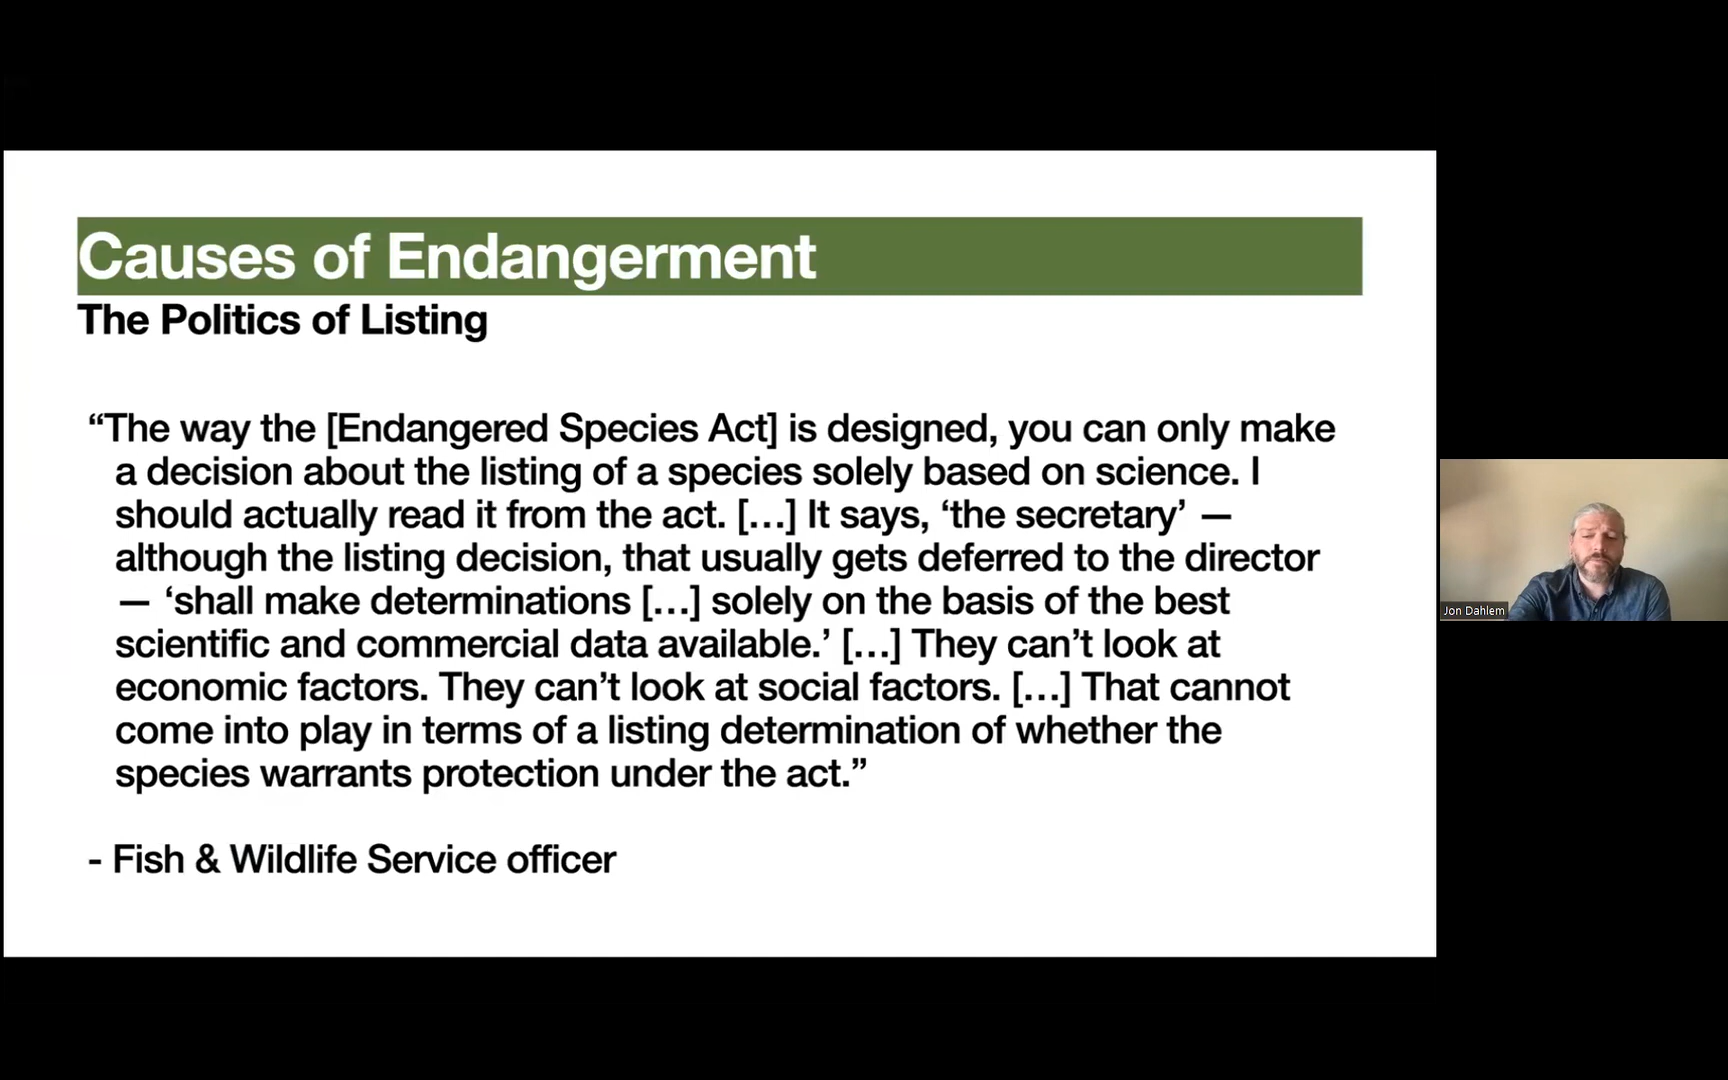 Causes of Endangerment
The Politics of Listing
“The way the [Endangered Species Act] is designed, you can only make
a decision about the listing of a species solely based on science. I
should actually read it from the act. […] It says, ‘the secretary’ —
although the listing decision, that usually gets deferred to the director
— ‘shall make determinations […] solely on the basis of the best
scientific and commercial data available.’ […] They can’t look at
economic factors. They can’t look at social factors. […] That cannot
come into play in terms of a listing determination of whether the
species warrants protection under the act.”
- Fish & Wildlife Service officer
Jon Dahlem